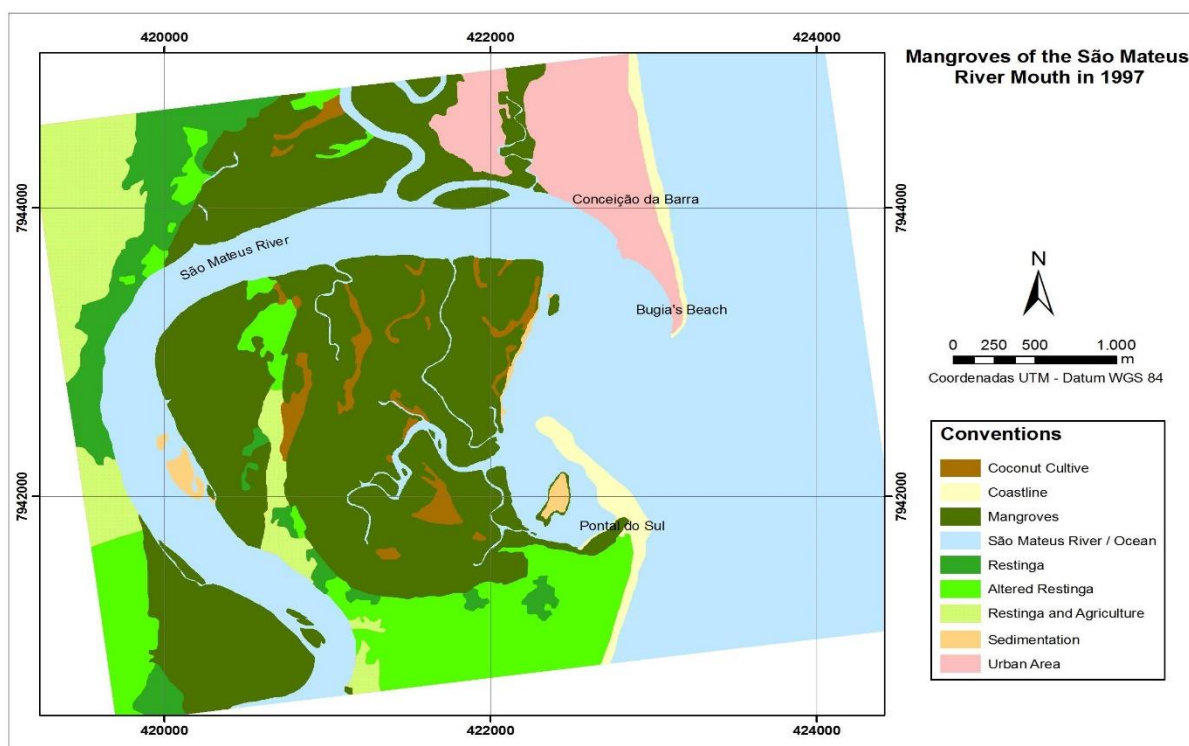 Mangroves of the São Mateus
River Mouth in 1997
420000
422000
424000
7944000
7944000
Conceição da Barra
São Mateus River
Bugia's Beach
N
0 250 500 1.000
m
Coordenadas UTM - Datum WGS 84
Conventions
Coconut Cultive
Coastline
Mangroves
São Mateus River / Ocean
Restinga
Altered Restinga
Restinga and Agriculture
Sedimentation
Urban Area
7942000
7942000
Pontal do Sul
420000
422000
424000